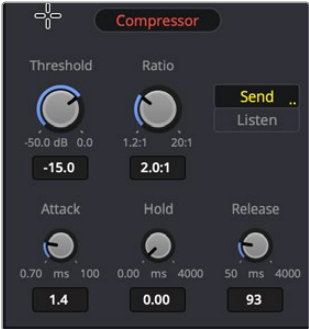 Compressor
Threshold Ratio
Send ..
-50.0 dB 0.0 1.2:1 20:1 Listen
-15.0 2.0:1
Attack Hold Release
0.70 ms 100 0.00 ms 4000 50 ms 4000
1.4 0.00 93